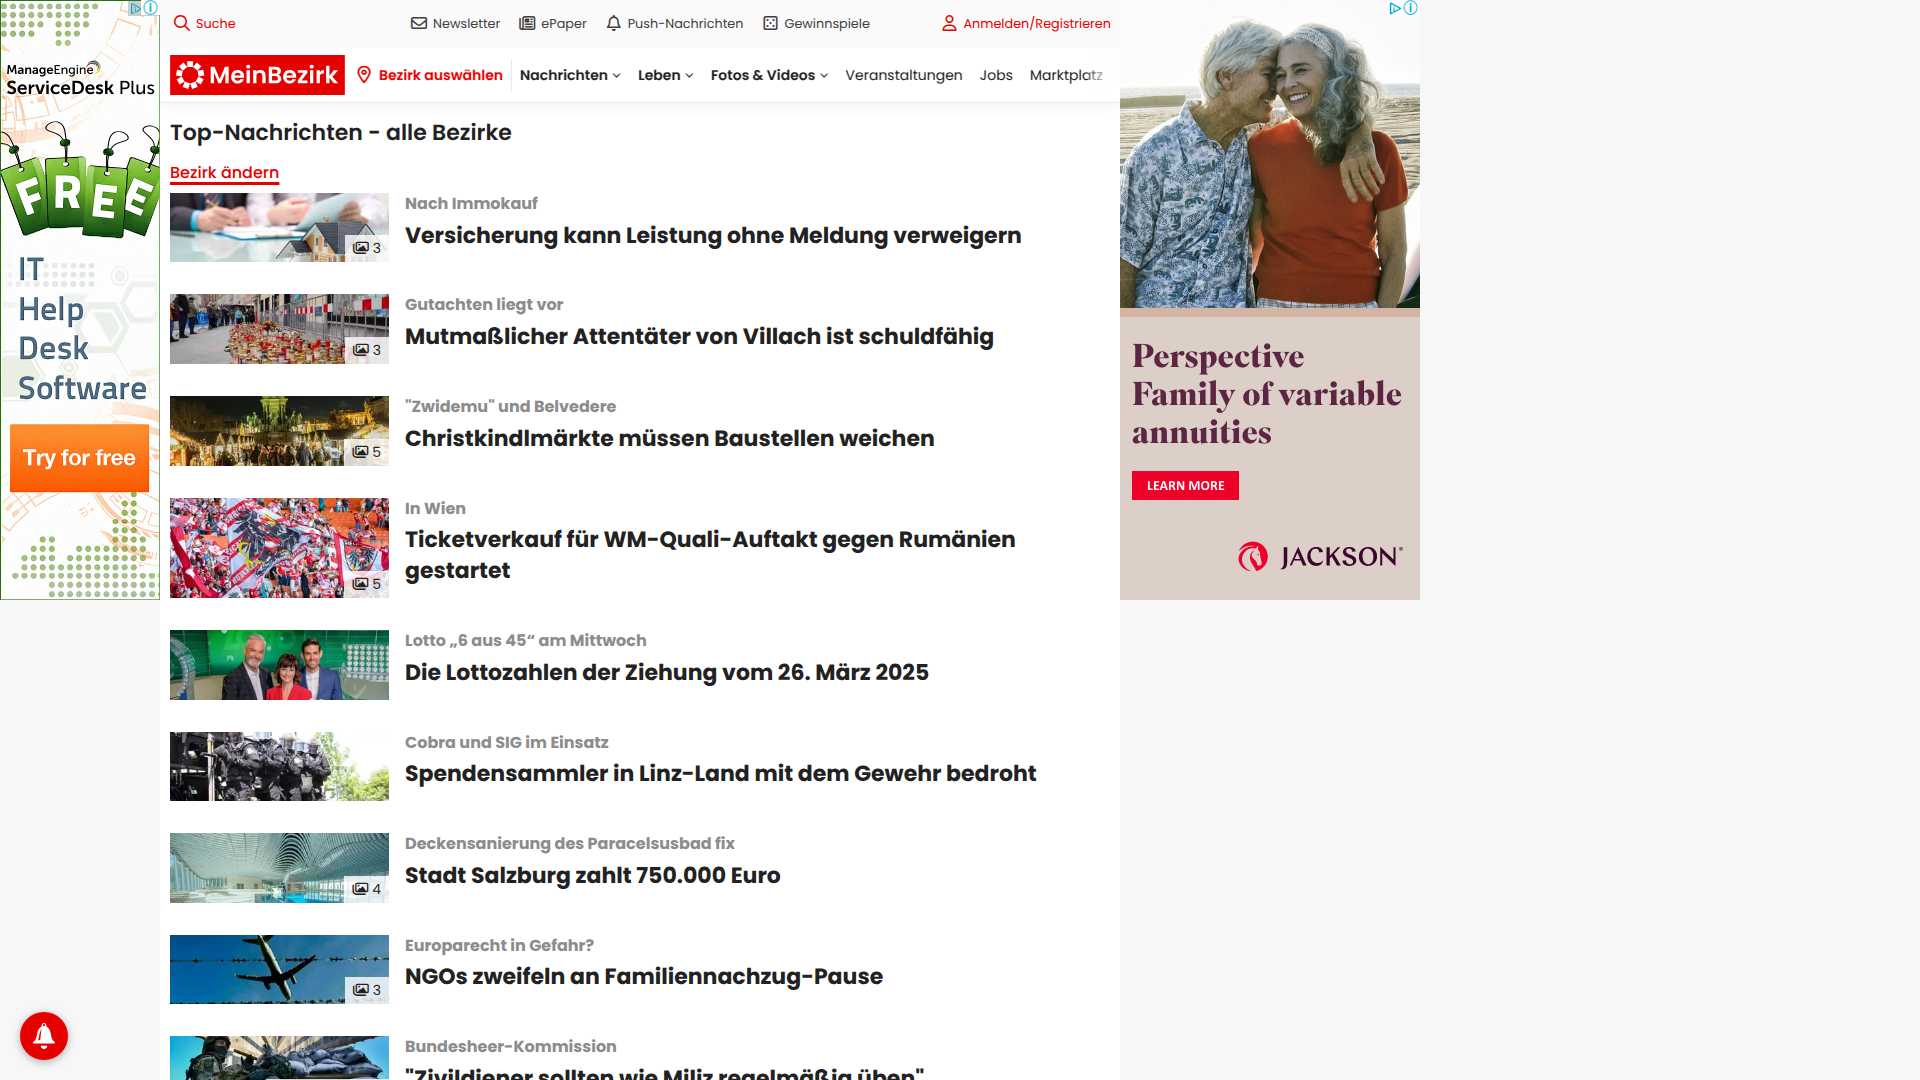 Suche
Newsletter
ePaper
Push-Nachrichten
Gewinnspiele
Anmelden/Registrieren
MeinBezirk
Bezirk auswählen
Nachrichten
Leben
Fotos & Videos
Veranstaltungen
Jobs
Marktplatz
ManageEngine
ServiceDesk Plus
FREE
IT
Help
Desk
Software
Try for free
Top-Nachrichten - alle Bezirke
Bezirk ändern
3
Nach Immokauf
Versicherung kann Leistung ohne Meldung verweigern
3
Gutachten liegt vor
Mutmaßlicher Attentäter von Villach ist schuldfähig
5
"Zwidemu" und Belvedere
Christkindlmärkte müssen Baustellen weichen
5
In Wien
Ticketverkauf für WM-Quali-Auftakt gegen Rumänien
gestartet
Lotto „6 aus 45“ am Mittwoch
Die Lottozahlen der Ziehung vom 26. März 2025
Cobra und SIG im Einsatz
Spendensammler in Linz-Land mit dem Gewehr bedroht
4
Deckensanierung des Paracelsusbad fix
Stadt Salzburg zahlt 750.000 Euro
3
Europarecht in Gefahr?
NGOs zweifeln an Familiennachzug-Pause
Bundesheer-Kommission
"Zivildiener sollten wie Miliz regelmäßig üben"
Perspective
Family of variable
annuities
LEARN MORE
JACKSON®